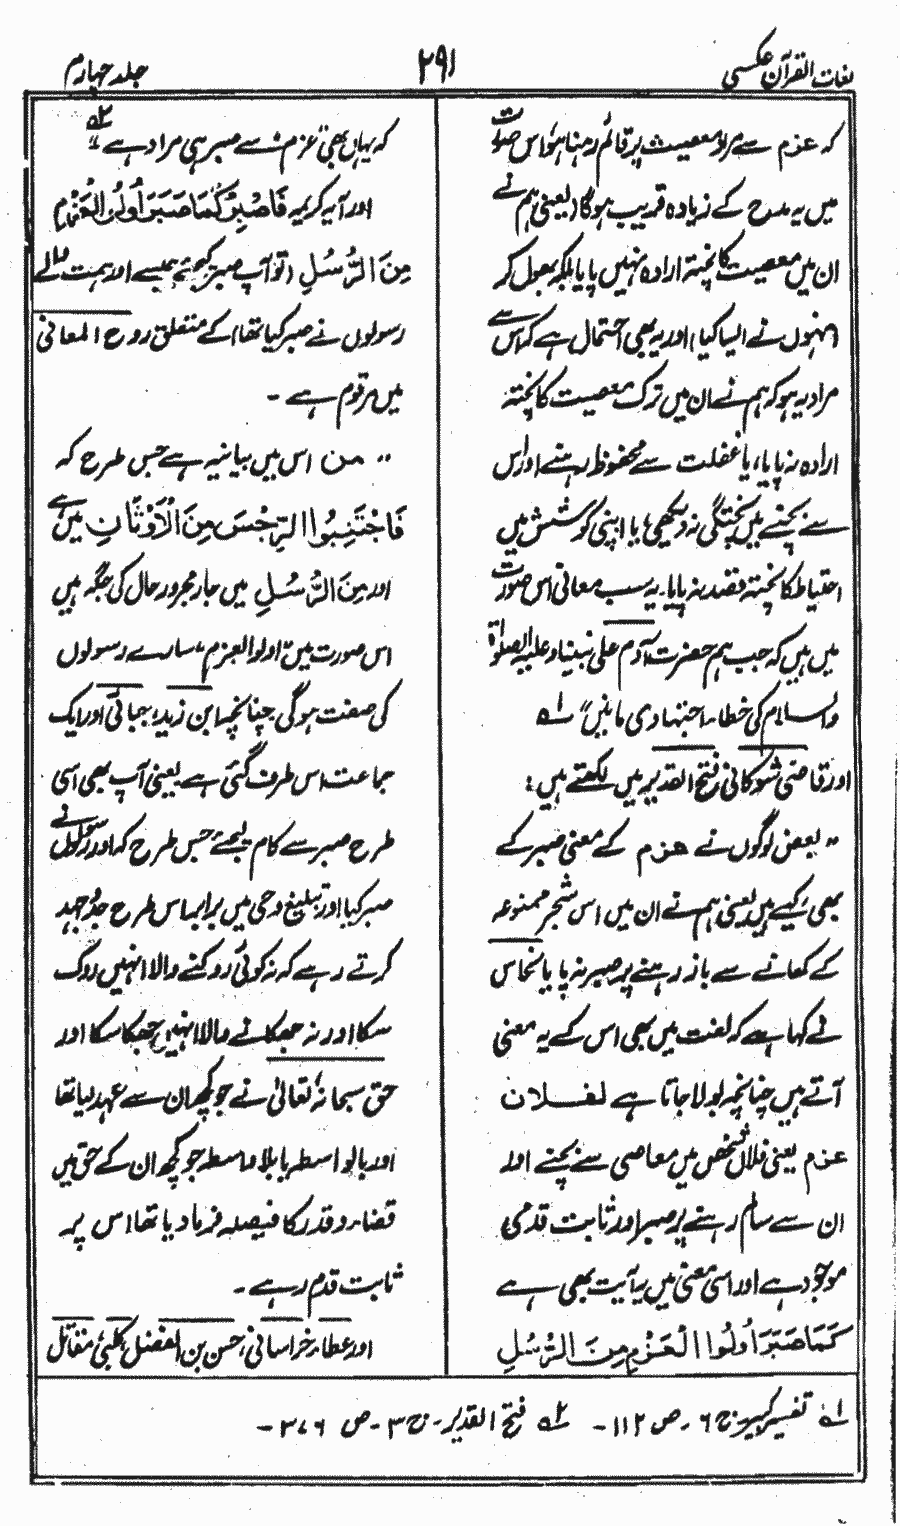 لغات القرآن عکسی
۲۹۱
جلد چہارم
کہ عزم سے مراد معصیت پر قائم رہنا ہو اس صورت
میں یہ مدح کے زیادہ قریب ہوگا (یعنی ہم نے
ان میں معصیت کا پختہ ارادہ نہیں پایا بلکہ بھول کر
انہوں نے ایسا کیا) اور یہ بھی احتمال ہے کہ اس سے
مراد یہ ہو کہ ہم نے ان میں ترک معصیت کا پختہ
ارادہ نہ پایا، یا غفلت سے محفوظ رہنے اور اس
سے بچنے میں پختگی نہ دیکھی، یا اپنی کوشش میں
احتیاط کا پختہ قصد نہ پایا۔ یہ سب معانی اس صورت
میں ہیں کہ جب ہم حضرت آدم علی نبینا و علیہ الصلوٰۃ
والسلام کی خطاء اجتہادی مانیں" ۱ه
اور قاضی شوکانی فتح القدیر میں لکھتے ہیں:
"بعض لوگوں نے عزم کے معنی صبر کے
بھی کیے ہیں یعنی ہم نے ان میں اس شجر ممنوعہ
کے کھانے سے باز رہنے پر صبر نہ پایا نحاس
نے کہا ہے کہ لغت میں بھی اس کے یہ معنی
آتے ہیں چنانچہ بولا جاتا ہے لفلان
عزم یعنی فلاں شخص میں معاصی سے بچنے اور
ان سے سالم رہنے پر صبر اور ثابت قدمی
موجود ہے اور اسی معنی میں یہ آیت بھی ہے
كَمَا صَبَرَ اُولُوا الْعَزْمِ مِنَ الرُّسُلِ
کہ یہاں بھی "عزم" سے صبر ہی مراد ہے" ۲ه
اور آیہ کریمہ فَاصْبِرْ كَمَا صَبَرَ اُولُوا الْعَزْمِ
مِنَ الرُّسُلِ (تو آپ صبر کیجئے جیسے اور ہمت والے
رسولوں نے صبر کیا تھا) کے متعلق روح المعانی
میں مرقوم ہے ۔
"من اس میں بیانیہ ہے جس طرح کہ
فَاجْتَنِبُوا الرِّجْسَ مِنَ الْاَوْثَانِ میں ہے
اور مِنَ الرُّسُلِ میں جار مجرور حال کی جگہ ہیں
اس صورت میں "اولوالعزم" سارے رسولوں
کی صفت ہوگی چنانچہ ابن زید، جبائی اور ایک
جماعت اس طرف گئی ہے یعنی آپ بھی اسی
طرح صبر سے کام لیجئے جس طرح کہ اور رسولوں نے
صبر کیا اور تبلیغ وحی میں برابر اس طرح جدوجہد
کرتے رہے کہ نہ کوئی روکنے والا انہیں روک
سکا اور نہ جھکانے والا انہیں جھکا سکا اور
حق سبحانہٗ تعالیٰ نے جو کچھ ان سے عہد لیا تھا
اور بالواسطہ یا بلا واسطہ جو کچھ ان کے حق میں
قضاء و قدر کا فیصلہ فرما دیا تھا اس پر
ثابت قدم رہے ۔
اور عطاء خراسانی، حسن بن الفضل کلبی، مقاتل
۱ه تفسیر کبیر ج ۶ ۔ ص ۱۱۲ ۔ ۲ه فتح القدیر ۔ ج ۳ ۔ ص ۳۷۶ ۔